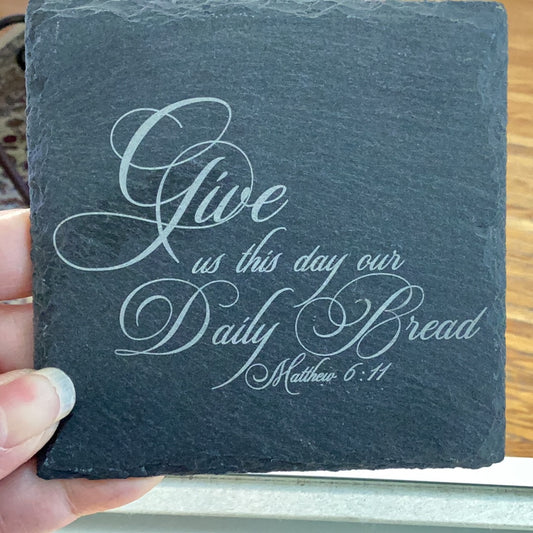 Give
us this day our
Daily Bread
Matthew 6:11